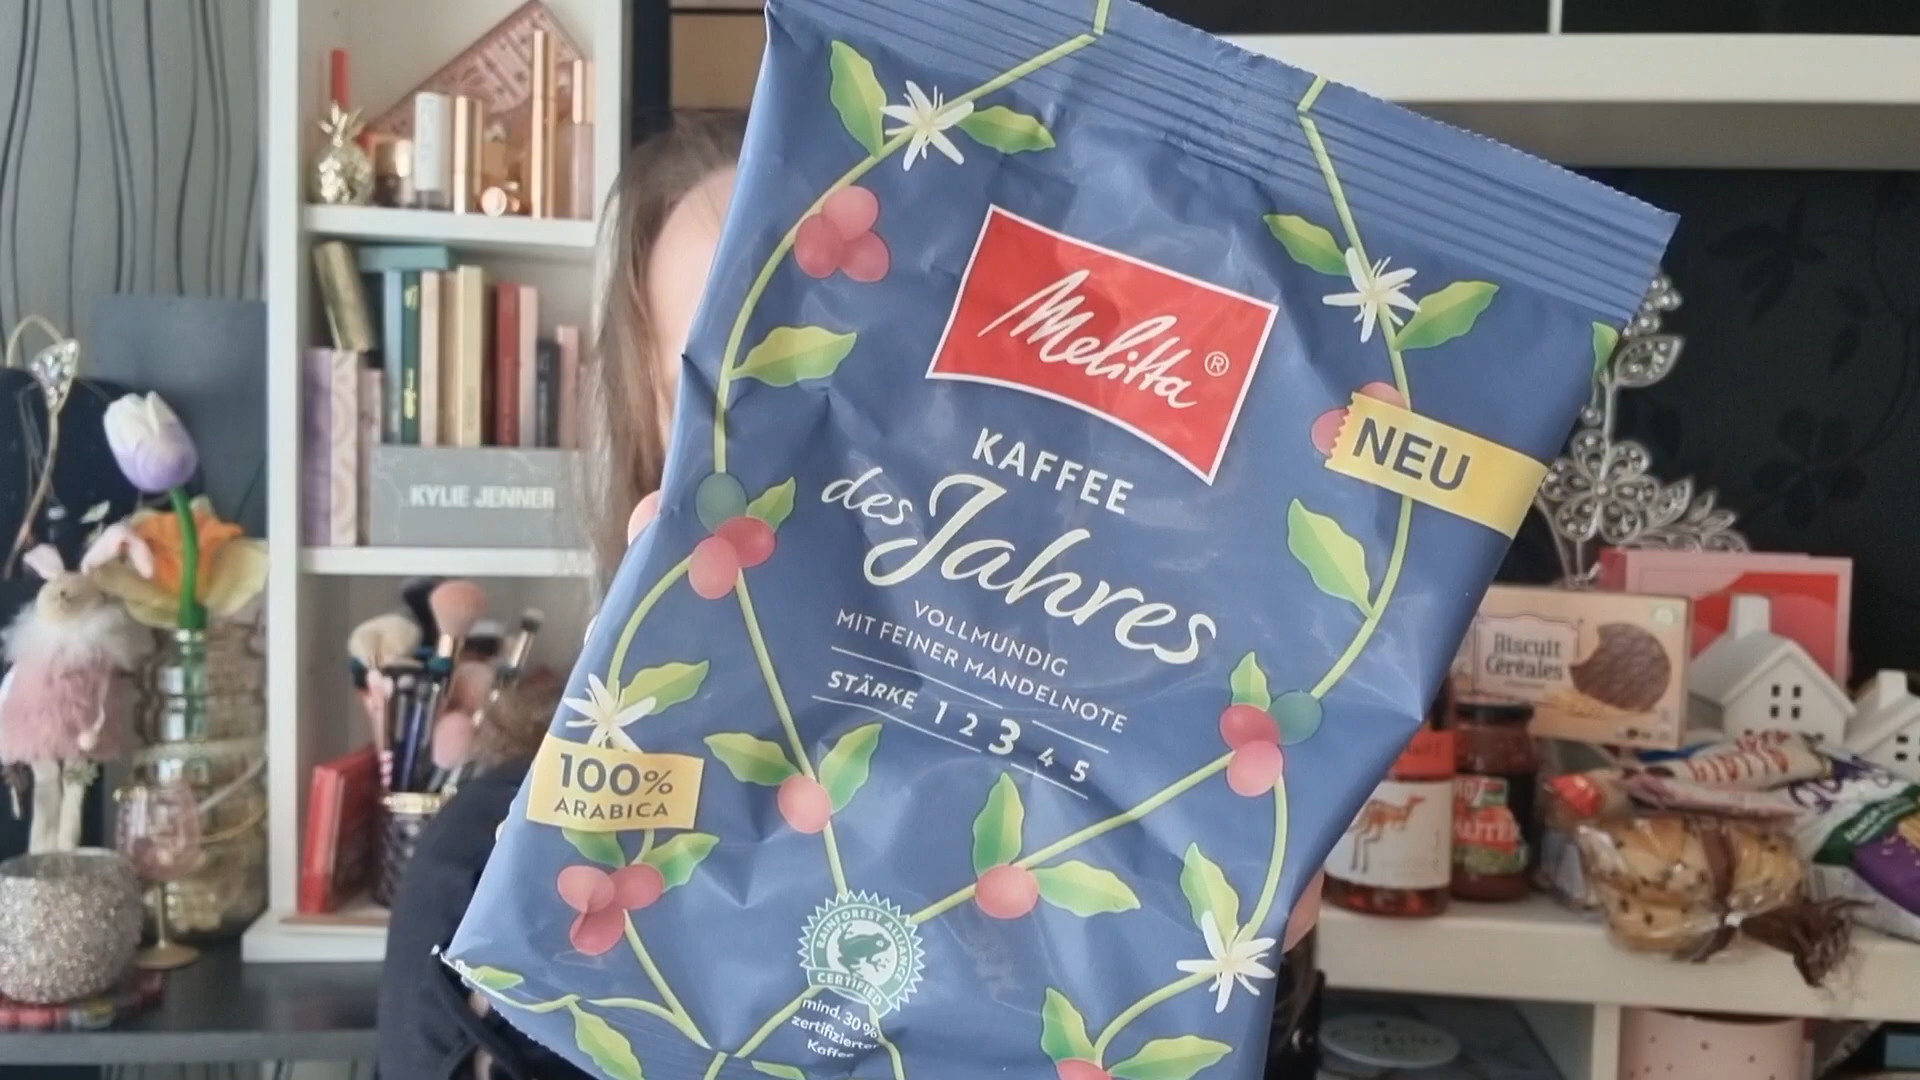 Melitta®
KAFFEE
des Jahres
VOLLMUNDIG
MIT FEINER MANDELNOTE
STÄRKE 1 2 3 4 5
NEU
100%
ARABICA
RAINFOREST ALLIANCE
CERTIFIED
mind. 30 %
zertifizierter
Kaffee
KYLIE JENNER
Biscuit
Céréales